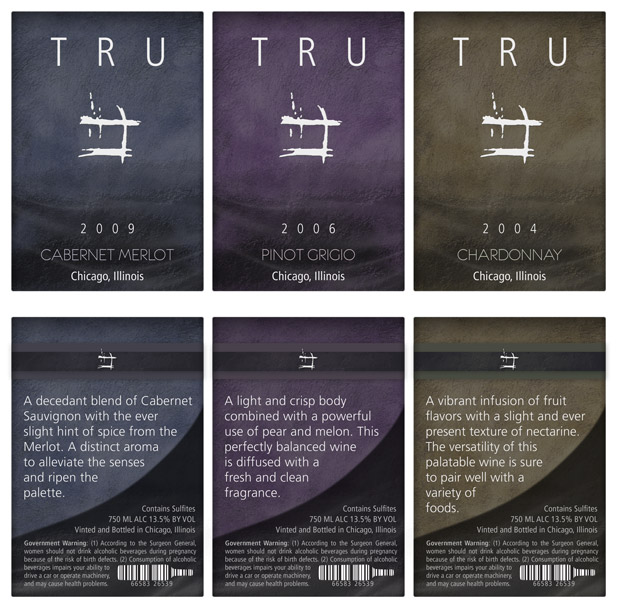 TRU
2009
CABERNET MERLOT
Chicago, Illinois
TRU
2006
PINOT GRIGIO
Chicago, Illinois
TRU
2004
CHARDONNAY
Chicago, Illinois
A decedant blend of Cabernet
Sauvignon with the ever
slight hint of spice from the
Merlot. A distinct aroma
to alleviate the senses
and ripen the
palette.
Contains Sulfites
750 ML ALC 13.5% BY VOL
Vinted and Bottled in Chicago, Illinois
Government Warning: (1) According to the Surgeon General,
women should not drink alcoholic beverages during pregnancy
because of the risk of birth defects. (2) Consumption of alcoholic
beverages impairs your ability to
drive a car or operate machinery,
and may cause health problems.
66583 26539
A light and crisp body
combined with a powerful
use of pear and melon. This
perfectly balanced wine
is diffused with a
fresh and clean
fragrance.
Contains Sulfites
750 ML ALC 13.5% BY VOL
Vinted and Bottled in Chicago, Illinois
Government Warning: (1) According to the Surgeon General,
women should not drink alcoholic beverages during pregnancy
because of the risk of birth defects. (2) Consumption of alcoholic
beverages impairs your ability to
drive a car or operate machinery,
and may cause health problems.
66583 26539
A vibrant infusion of fruit
flavors with a slight and ever
present texture of nectarine.
The versatility of this
palatable wine is sure
to pair well with a
variety of
foods.
Contains Sulfites
750 ML ALC 13.5% BY VOL
Vinted and Bottled in Chicago, Illinois
Government Warning: (1) According to the Surgeon General,
women should not drink alcoholic beverages during pregnancy
because of the risk of birth defects. (2) Consumption of alcoholic
beverages impairs your ability to
drive a car or operate machinery,
and may cause health problems.
66583 26539